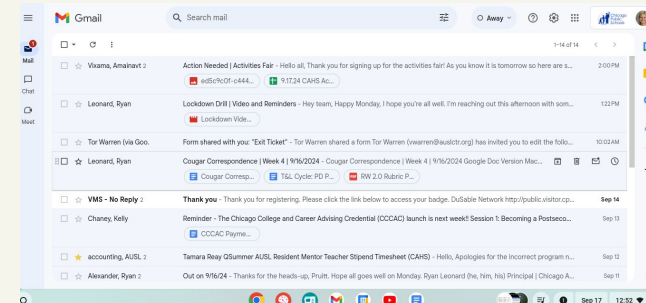 Gmail
Search mail
Away
Chicago Public Schools
1–14 of 14
Mail
Chat
Meet
Vixama, Amainavt 2 Action Needed | Activities Fair - Hello all, Thank you for signing up for the activities fair! As you know it is tomorrow so here are s... 2:00 PM
ed5c9c0f-c444... 9.17.24 CAHS Ac...
Leonard, Ryan Lockdown Drill | Video and Reminders - Hey team, Happy Monday, I hope you're all well. I'm reaching out this afternoon with som... 1:22 PM
Lockdown Vide...
Tor Warren (via Goo. Form shared with you: "Exit Ticket" - Tor Warren shared a form Tor Warren (vwarren@auslctr.org) has invited you to edit the follo... 10:02 AM
Leonard, Ryan Cougar Correspondence | Week 4 | 9/16/2024 - Cougar Correspondence | Week 4 | 9/16/2024 Google Doc Version Mac...
Cougar Corresp... T&L Cycle: PD P... RW 2.0 Rubric P...
VMS - No Reply 2 Thank you - Thank you for registering. Please click the link below to access your badge. DuSable Network http://public.visitor.cp... Sep 14
Chaney, Kelly Reminder - The Chicago College and Career Advising Credential (CCCAC) launch is next week!! Session 1: Becoming a Postseco... Sep 13
CCCAC Payme...
accounting, AUSL 2 Tamara Reay QSummer AUSL Resident Mentor Teacher Stipend Timesheet (CAHS) - Hello, Apologies for the incorrect program n... Sep 12
Alexander, Ryan 2 Out on 9/16/24 - Thanks for the heads-up, Pruitt. Hope all goes well on Monday. Ryan Leonard (he, him, his) Principal | Chicago A... Sep 11
Sep 17 12:52